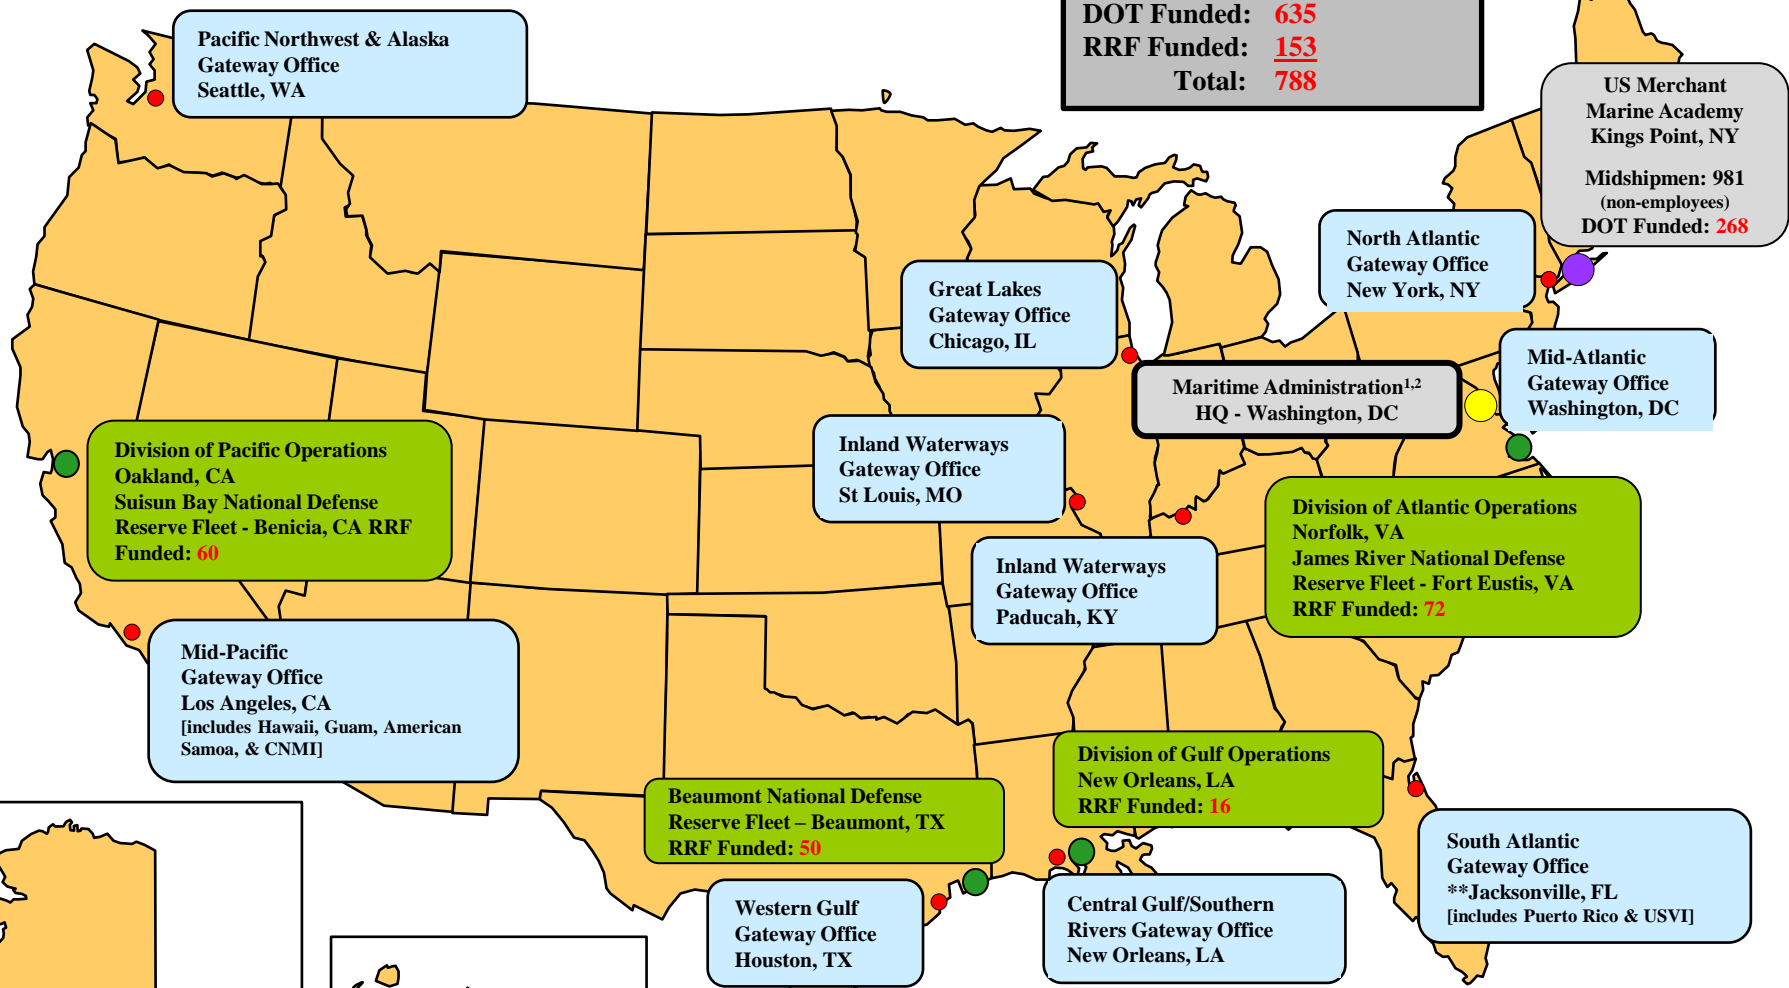 DOT Funded: 635
RRF Funded: 153
Total: 788
Pacific Northwest & Alaska
Gateway Office
Seattle, WA
US Merchant
Marine Academy
Kings Point, NY
Midshipmen: 981
(non-employees)
DOT Funded: 268
North Atlantic
Gateway Office
New York, NY
Great Lakes
Gateway Office
Chicago, IL
Mid-Atlantic
Gateway Office
Washington, DC
Maritime Administration1,2
HQ - Washington, DC
Division of Pacific Operations
Oakland, CA
Suisun Bay National Defense
Reserve Fleet - Benicia, CA RRF
Funded: 60
Inland Waterways
Gateway Office
St Louis, MO
Division of Atlantic Operations
Norfolk, VA
James River National Defense
Reserve Fleet - Fort Eustis, VA
RRF Funded: 72
Inland Waterways
Gateway Office
Paducah, KY
Mid-Pacific
Gateway Office
Los Angeles, CA
[includes Hawaii, Guam, American
Samoa, & CNMI]
Division of Gulf Operations
New Orleans, LA
RRF Funded: 16
Beaumont National Defense
Reserve Fleet – Beaumont, TX
RRF Funded: 50
South Atlantic
Gateway Office
**Jacksonville, FL
[includes Puerto Rico & USVI]
Western Gulf
Gateway Office
Houston, TX
Central Gulf/Southern
Rivers Gateway Office
New Orleans, LA